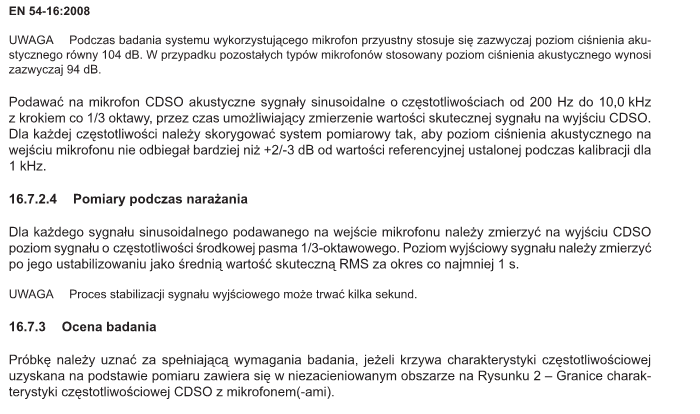 EN 54-16:2008
UWAGA Podczas badania systemu wykorzystującego mikrofon przyustny stosuje się zazwyczaj poziom ciśnienia aku-
stycznego równy 104 dB. W przypadku pozostałych typów mikrofonów stosowany poziom ciśnienia akustycznego wynosi
zazwyczaj 94 dB.
Podawać na mikrofon CDSO akustyczne sygnały sinusoidalne o częstotliwościach od 200 Hz do 10,0 kHz
z krokiem co 1/3 oktawy, przez czas umożliwiający zmierzenie wartości skutecznej sygnału na wyjściu CDSO.
Dla każdej częstotliwości należy skorygować system pomiarowy tak, aby poziom ciśnienia akustycznego na
wejściu mikrofonu nie odbiegał bardziej niż +2/-3 dB od wartości referencyjnej ustalonej podczas kalibracji dla
1 kHz.
16.7.2.4 Pomiary podczas narażania
Dla każdego sygnału sinusoidalnego podawanego na wejście mikrofonu należy zmierzyć na wyjściu CDSO
poziom sygnału o częstotliwości środkowej pasma 1/3-oktawowego. Poziom wyjściowy sygnału należy zmierzyć
po jego ustabilizowaniu jako średnią wartość skuteczną RMS za okres co najmniej 1 s.
UWAGA Proces stabilizacji sygnału wyjściowego może trwać kilka sekund.
16.7.3 Ocena badania
Próbkę należy uznać za spełniającą wymagania badania, jeżeli krzywa charakterystyki częstotliwościowej
uzyskana na podstawie pomiaru zawiera się w niezacieniowanym obszarze na Rysunku 2 – Granice charak-
terystyki częstotliwościowej CDSO z mikrofonem(-ami).